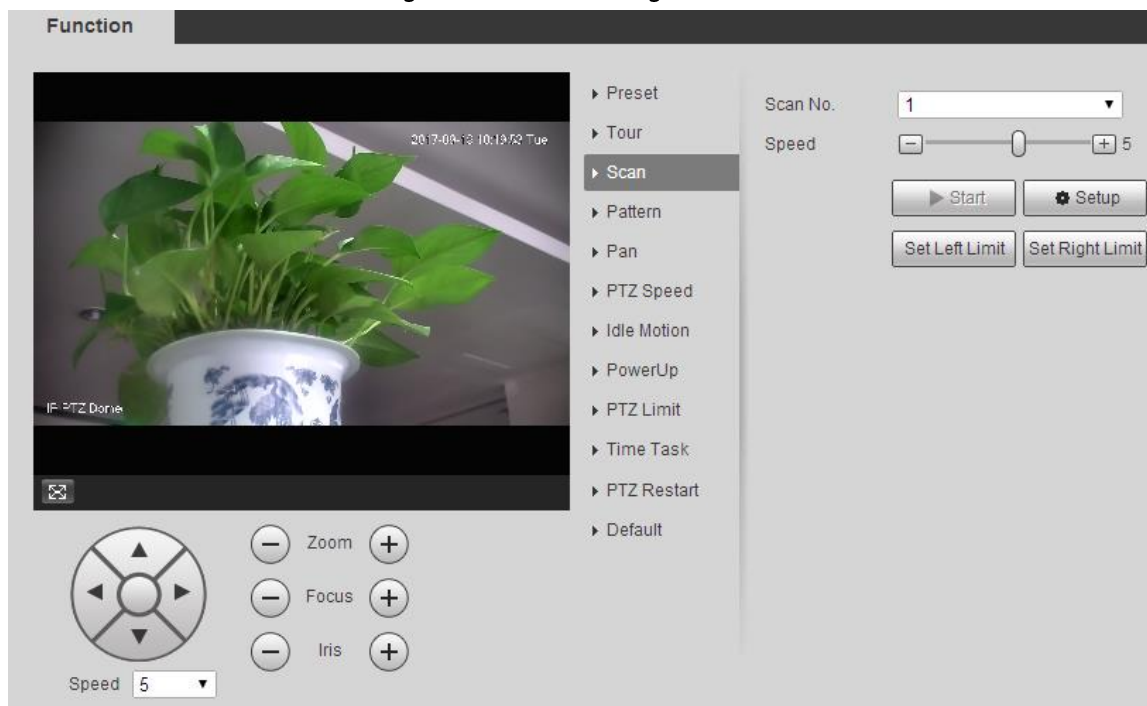 Function
2017-09-13 10:19:52 Tue
IP PTZ Dome
Preset
Tour
Scan
Pattern
Pan
PTZ Speed
Idle Motion
PowerUp
PTZ Limit
Time Task
PTZ Restart
Default
Scan No. 1
Speed 5
Start Setup
Set Left Limit Set Right Limit
Zoom
Focus
Iris
Speed 5